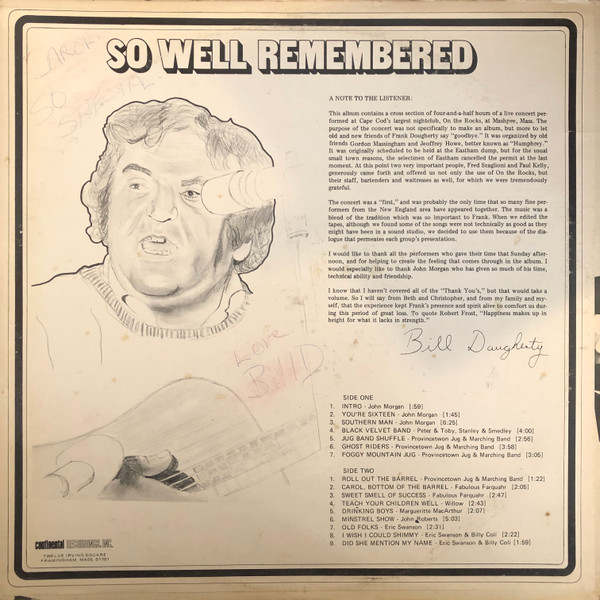 SO WELL REMEMBERED
A NOTE TO THE LISTENER:
This album contains a cross section of four-and-a-half hours of a live concert per-
formed at Cape Cod's largest nightclub, On the Rocks, at Mashpee, Mass. The
purpose of the concert was not specifically to make an album, but more to let
old and new friends of Frank Dougherty say "goodbye." It was organized by old
friends Gordon Massingham and Jeoffrey Howe, better known as "Humphrey."
It was originally scheduled to be held at the Eastham dump, but for the usual
small town reasons, the selectmen of Eastham cancelled the permit at the last
moment. At this point two very important people, Fred Scaglioni and Paul Kelly,
generously came forth and offered us not only the use of On the Rocks, but
their staff, bartenders and waitresses as well, for which we were tremendously
grateful.
The concert was a "first," and was probably the only time that so many fine per-
formers from the New England area have appeared together. The music was a
blend of the tradition which was so important to Frank. When we edited the
tapes, although we found some of the songs were not technically as good as they
might have been in a sound studio, we decided to use them because of the dia-
logue that permeates each group's presentation.
I would like to thank all the performers who gave their time that Sunday after-
noon, and for helping to create the feeling that comes through in the album. I
would especially like to thank John Morgan who has given so much of his time,
technical ability and friendship.
I know that I haven't covered all of the "Thank You's," but that would take a
volume. So I will say from Beth and Christopher, and from my family and my-
self, that the experience kept Frank's presence and spirit alive to comfort us dur-
ing this period of great loss. To quote Robert Frost, "Happiness makes up in
height for what it lacks in strength."
Bill Daugherty
SO
BILL D
SIDE ONE
1. INTRO - John Morgan [:59]
2. YOU'RE SIXTEEN - John Morgan [1:45]
3. SOUTHERN MAN - John Morgan [6:25]
4. BLACK VELVET BAND - Peter & Toby, Stanley & Smedley [4:00]
5. JUG BAND SHUFFLE - Provincetwon Jug & Marching Band [2:56]
6. GHOST RIDERS - Provincetown Jug & Marching Band [3:58]
7. FOGGY MOUNTAIN JUG - Provincetown Jug & Marching Band [3:05]
SIDE TWO
1. ROLL OUT THE BARREL - Provincetown Jug & Marching Band [1:22]
2. CAROL, BOTTOM OF THE BARREL - Fabulous Farquahr [2:05]
3. SWEET SMELL OF SUCCESS - Fabulous Farquahr [2:47]
4. TEACH YOUR CHILDREN WELL - Willow [2:43]
5. DRINKING BOYS - Margueritte MacArthur [2:07]
6. MINSTREL SHOW - John Roberts [5:03]
7. OLD FOLKS - Eric Swanson [2:31]
8. I WISH I COULD SHIMMY - Eric Swanson & Billy Coli [2:22]
9. DID SHE MENTION MY NAME - Eric Swanson & Billy Coli [1:59]
continental RECORDINGS, INC.
TWELVE IRVING SQUARE
FRAMINGHAM, MASS. 01701